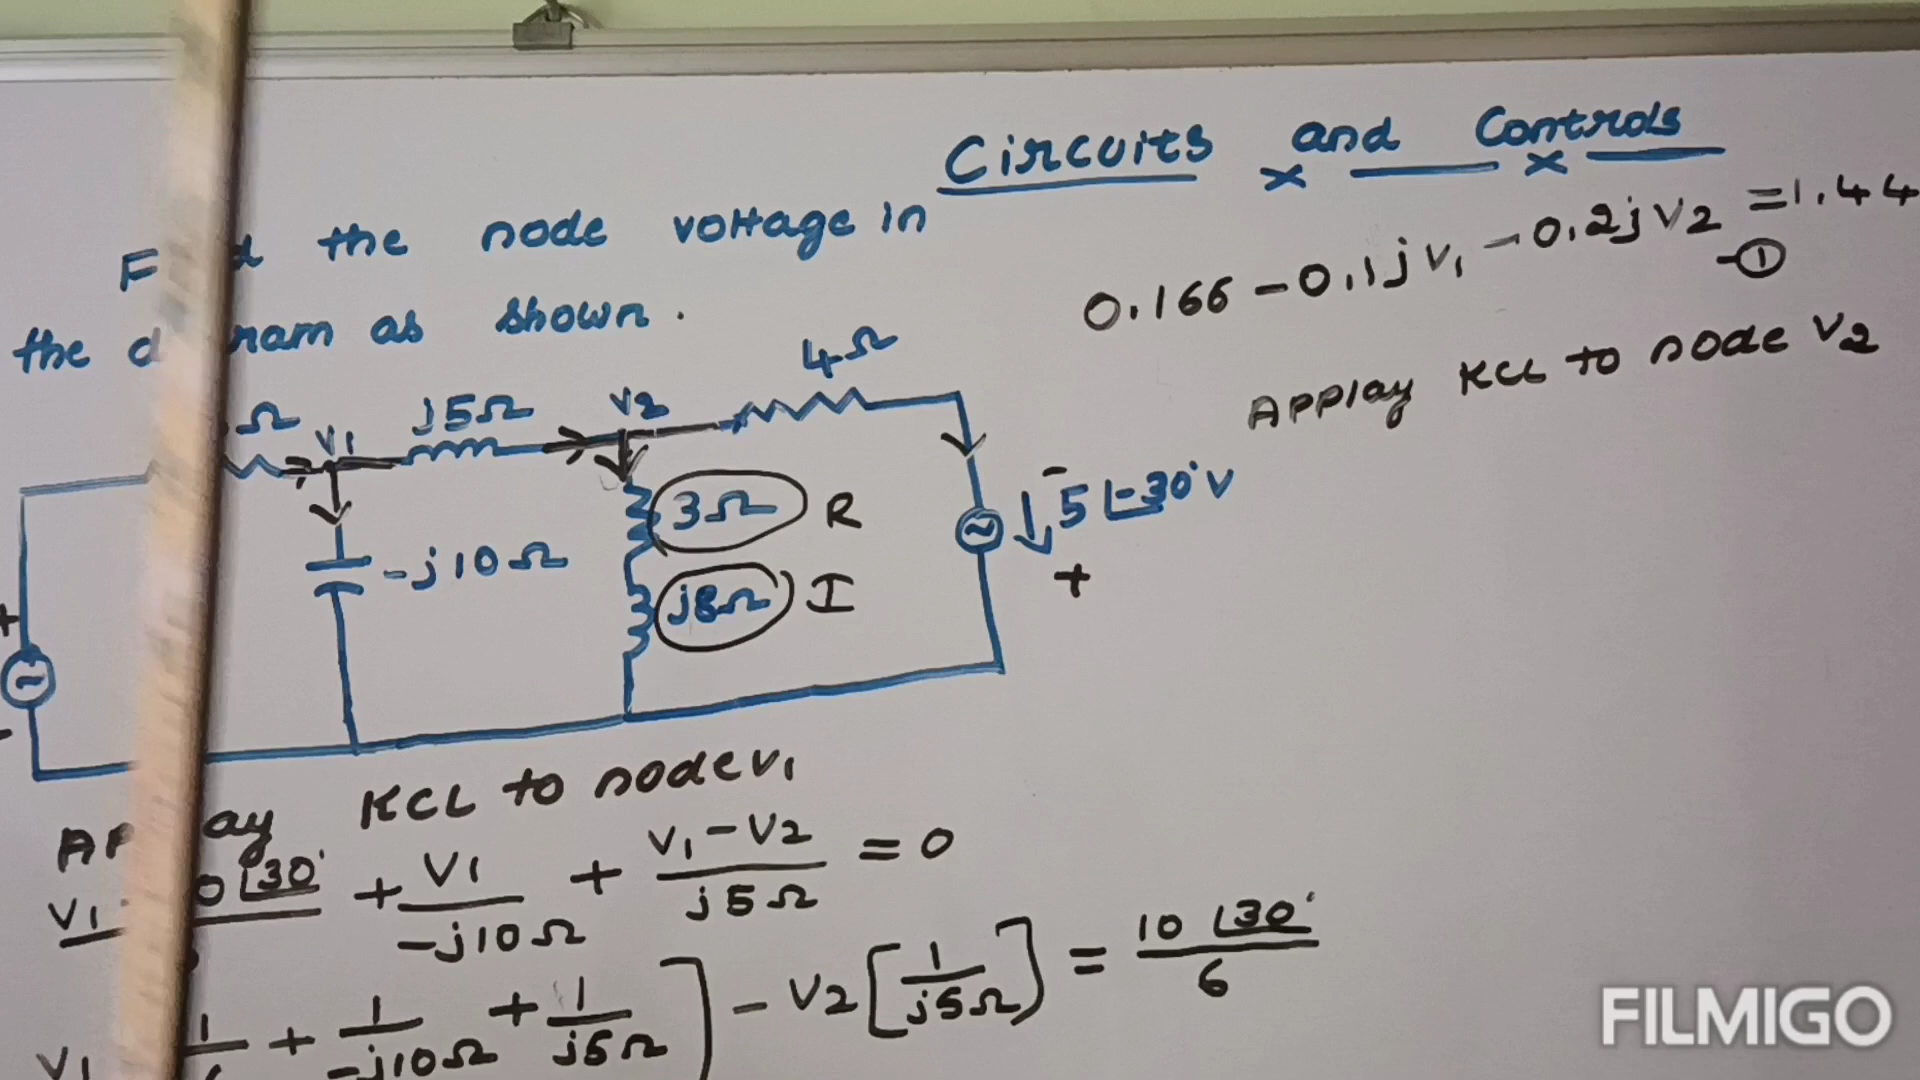 Circuits and Controls
the node voltage in
the as shown.
0.166 - 0.1j V1 - 0.2j V2 = 1.44
-①
Applay KCL to node V2
Ω V1 j5Ω V2 4Ω
-j10Ω
3Ω R
j8Ω I
- 5∠-30° V
+
+
-
KCL to node V1
∠30° + V1/-j10Ω + V1-V2/j5Ω = 0
V1 + 1/-j10Ω + 1/j5Ω] - V2[1/j5Ω] = 10∠30°/6
FILMIGO